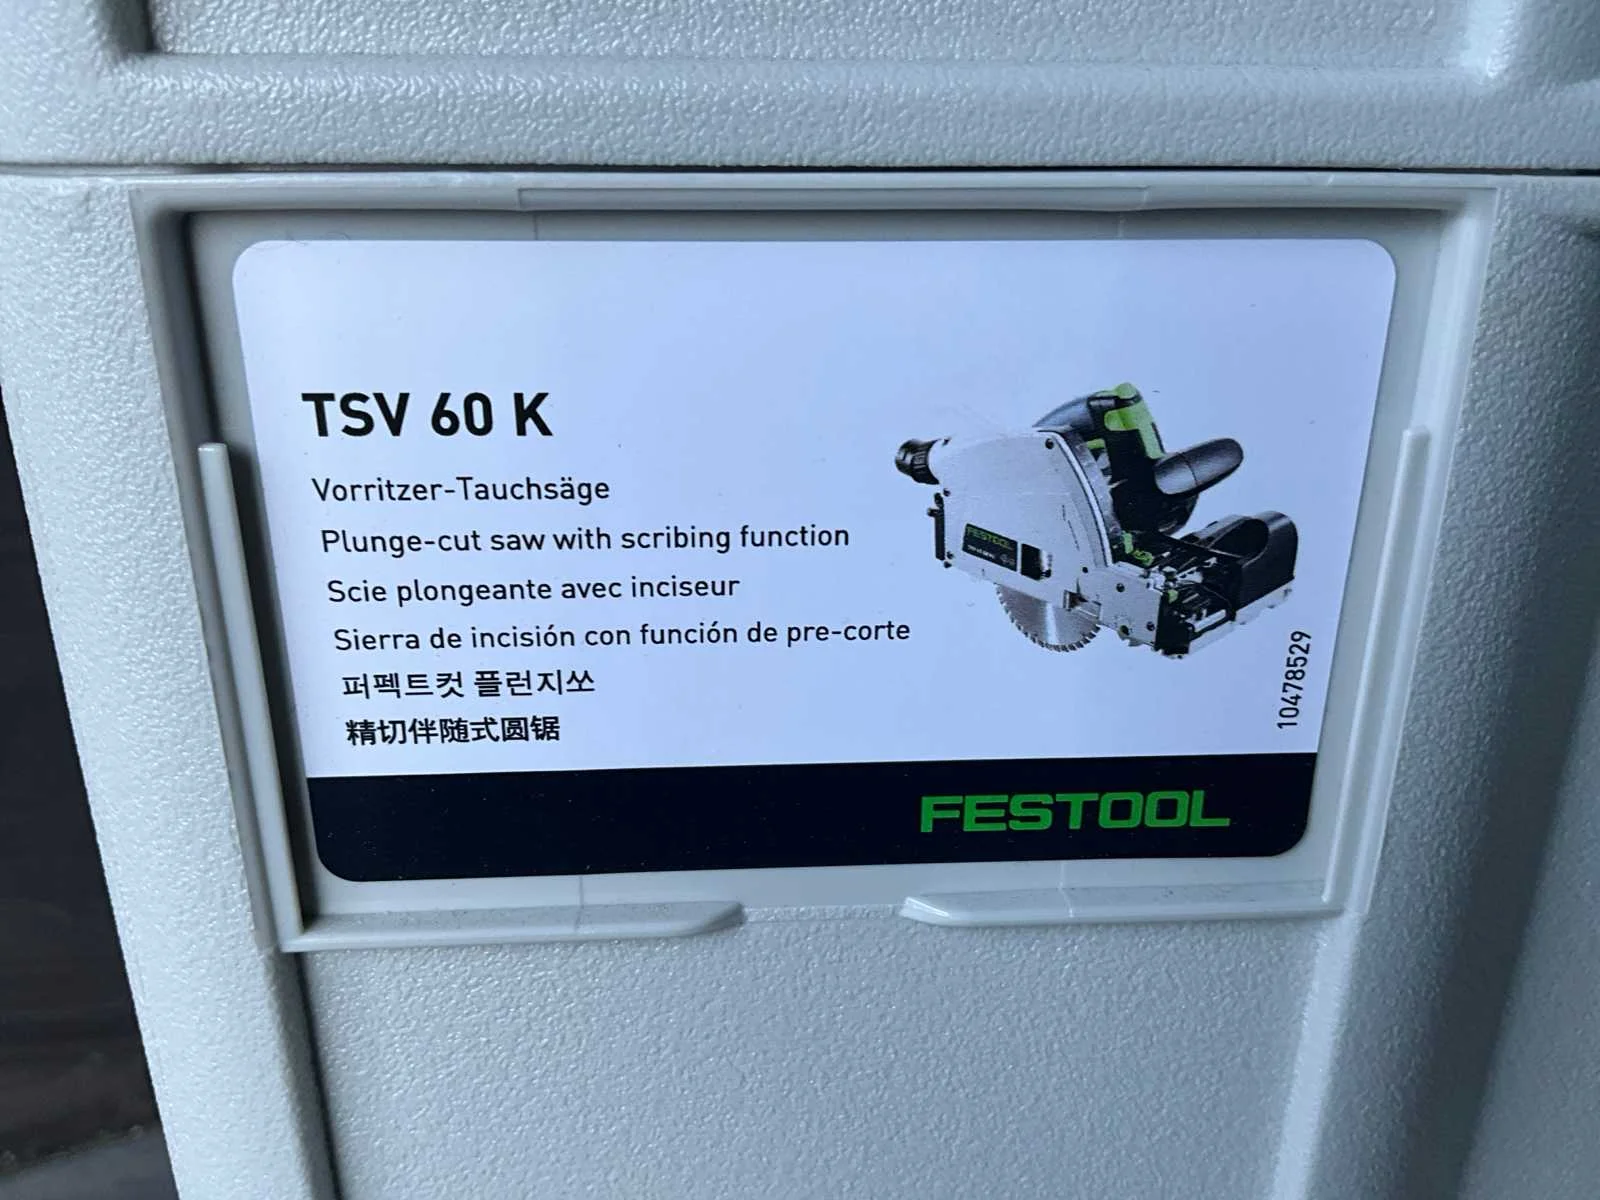 TSV 60 K
Vorritzer-Tauchsäge
Plunge-cut saw with scribing function
Scie plongeante avec inciseur
Sierra de incisión con función de pre-corte
퍼펙트컷 플런지쏘
精切伴随式圆锯
FESTOOL
10478529
FESTOOL